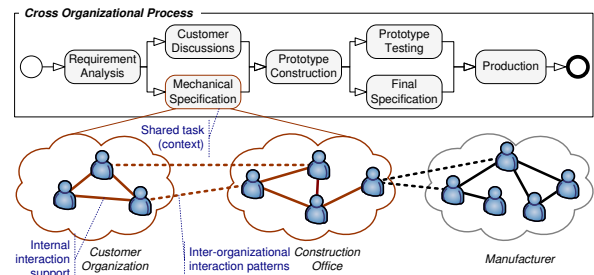 Cross Organizational Process
Customer
Discussions
Prototype
Testing
Requirement
Analysis
Prototype
Construction
Production
Mechanical
Specification
Final
Specification
Shared task
(context)
Internal
interaction
support
Customer
Organization
Inter-organizational
interaction patterns
Construction
Office
Manufacturer